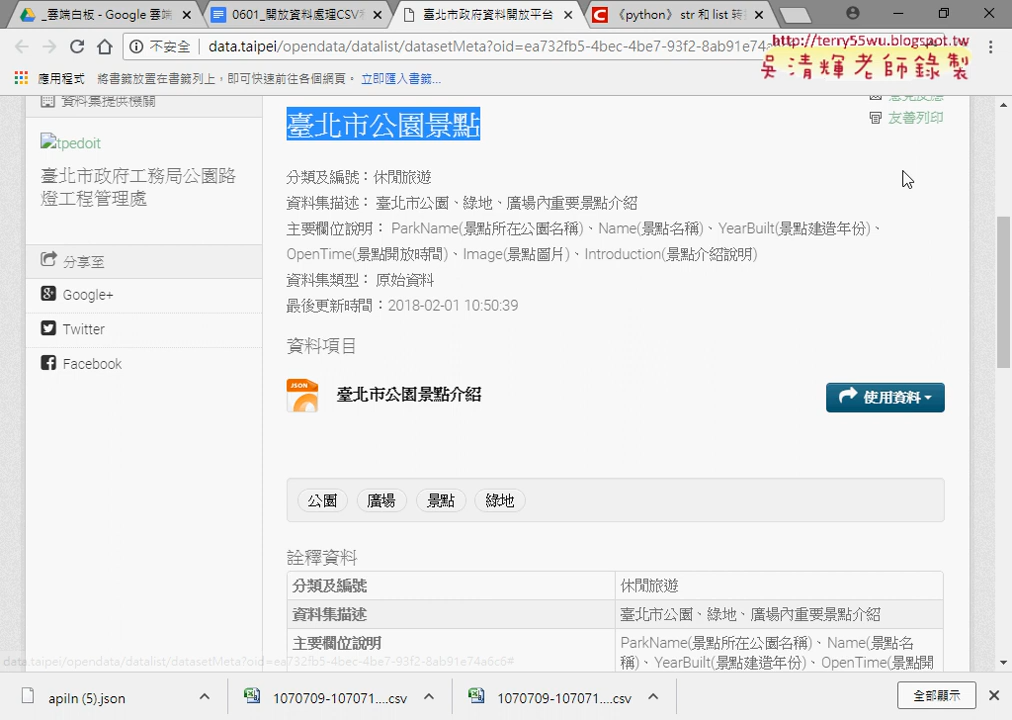 _雲端白板 - Google 雲端
0601_開放資料處理CSV
臺北市政府資料開放平台
《python》 str 和 list 轉
不安全
data.taipei/opendata/datalist/datasetMeta?oid=ea732fb5-4bec-4be7-93f2-8ab91e74a
http://terry55wu.blogspot.tw
吳清輝老師錄製
應用程式
將書籤放置在書籤列上，即可快速前往各個網頁。
立即匯入書籤...
資料集提供機關
意見反應
臺北市公園景點
友善列印
tpedoit
臺北市政府工務局公園路
燈工程管理處
分類及編號：休閒旅遊
資料集描述： 臺北市公園、綠地、廣場內重要景點介紹
主要欄位說明： ParkName(景點所在公園名稱)、Name(景點名稱)、YearBuilt(景點建造年份)、
OpenTime(景點開放時間)、Image(景點圖片)、Introduction(景點介紹說明)
資料集類型： 原始資料
最後更新時間：2018-02-01 10:50:39
分享至
Google+
Twitter
Facebook
資料項目
JSON
臺北市公園景點介紹
使用資料
公園
廣場
景點
綠地
詮釋資料
分類及編號
休閒旅遊
資料集描述
臺北市公園、綠地、廣場內重要景點介紹
主要欄位說明
ParkName(景點所在公園名稱)、Name(景點名
稱)、YearBuilt(景點建造年份)、OpenTime(景點開
data.taipei/opendata/datalist/datasetMeta?oid=ea732fb5-4bec-4be7-93f2-8ab91e74a6c6#
apiIn (5).json
1070709-107071....csv
1070709-107071....csv
全部顯示